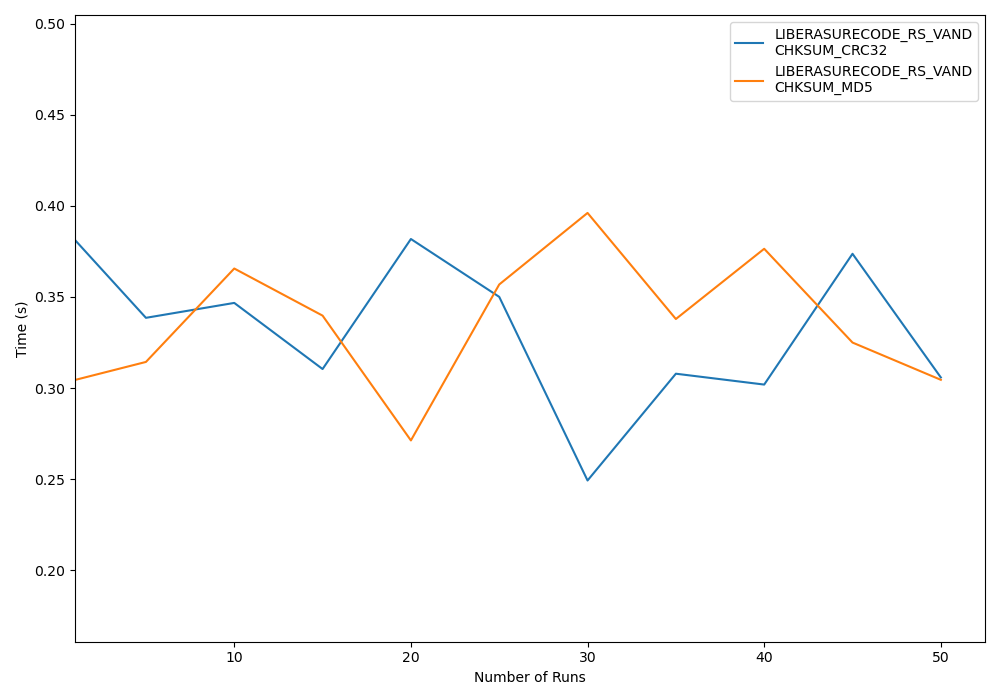 0.50
0.45
0.40
0.35
0.30
0.25
0.20
Time (s)
LIBERASURECODE_RS_VAND
CHKSUM_CRC32
LIBERASURECODE_RS_VAND
CHKSUM_MD5
10 20 30 40 50
Number of Runs